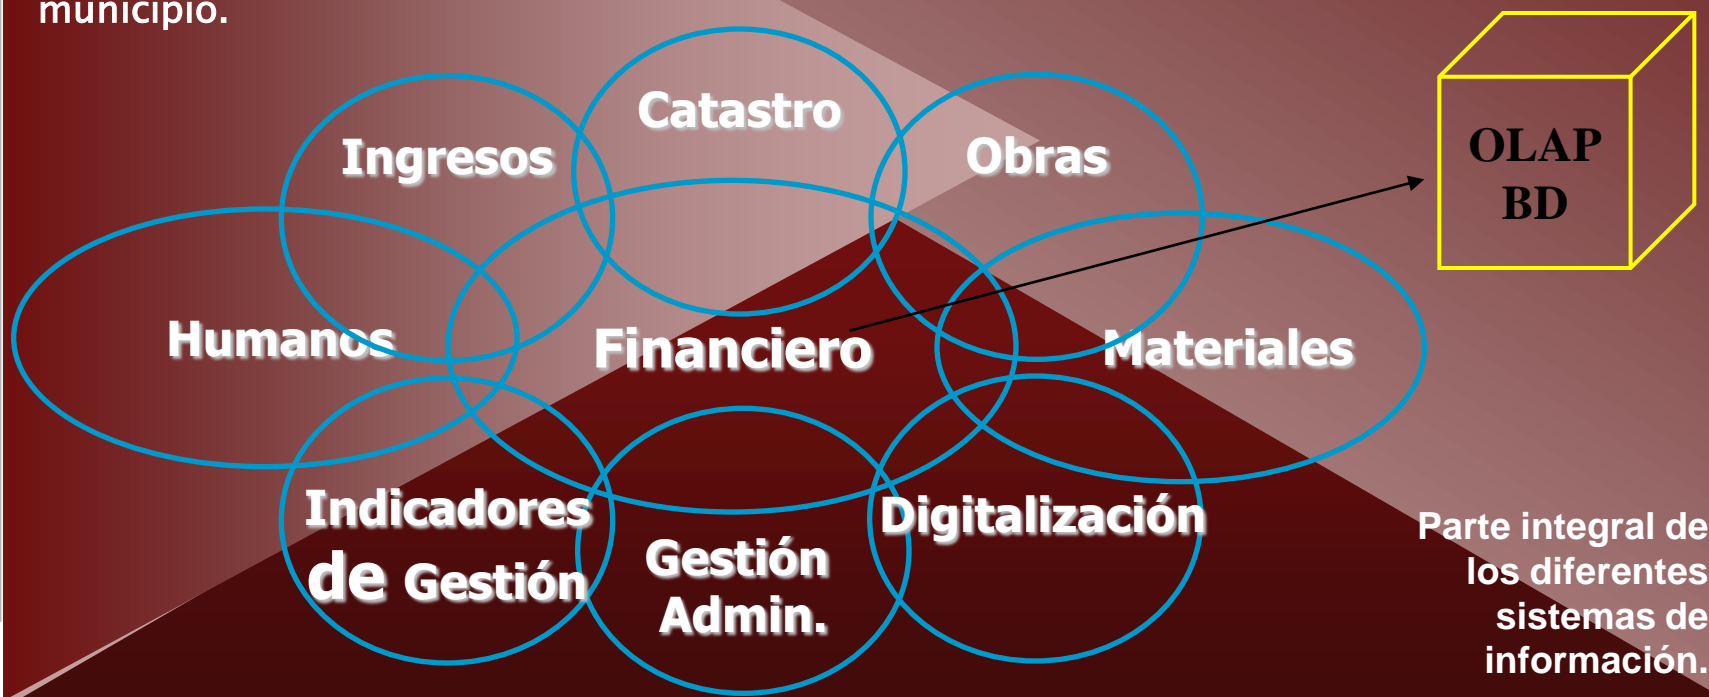 municipio.
Catastro
Ingresos
Obras
OLAP
BD
Humanos
Financiero
Materiales
Indicadores
de Gestión
Gestión
Admin.
Digitalización
Parte integral de
los diferentes
sistemas de
información.